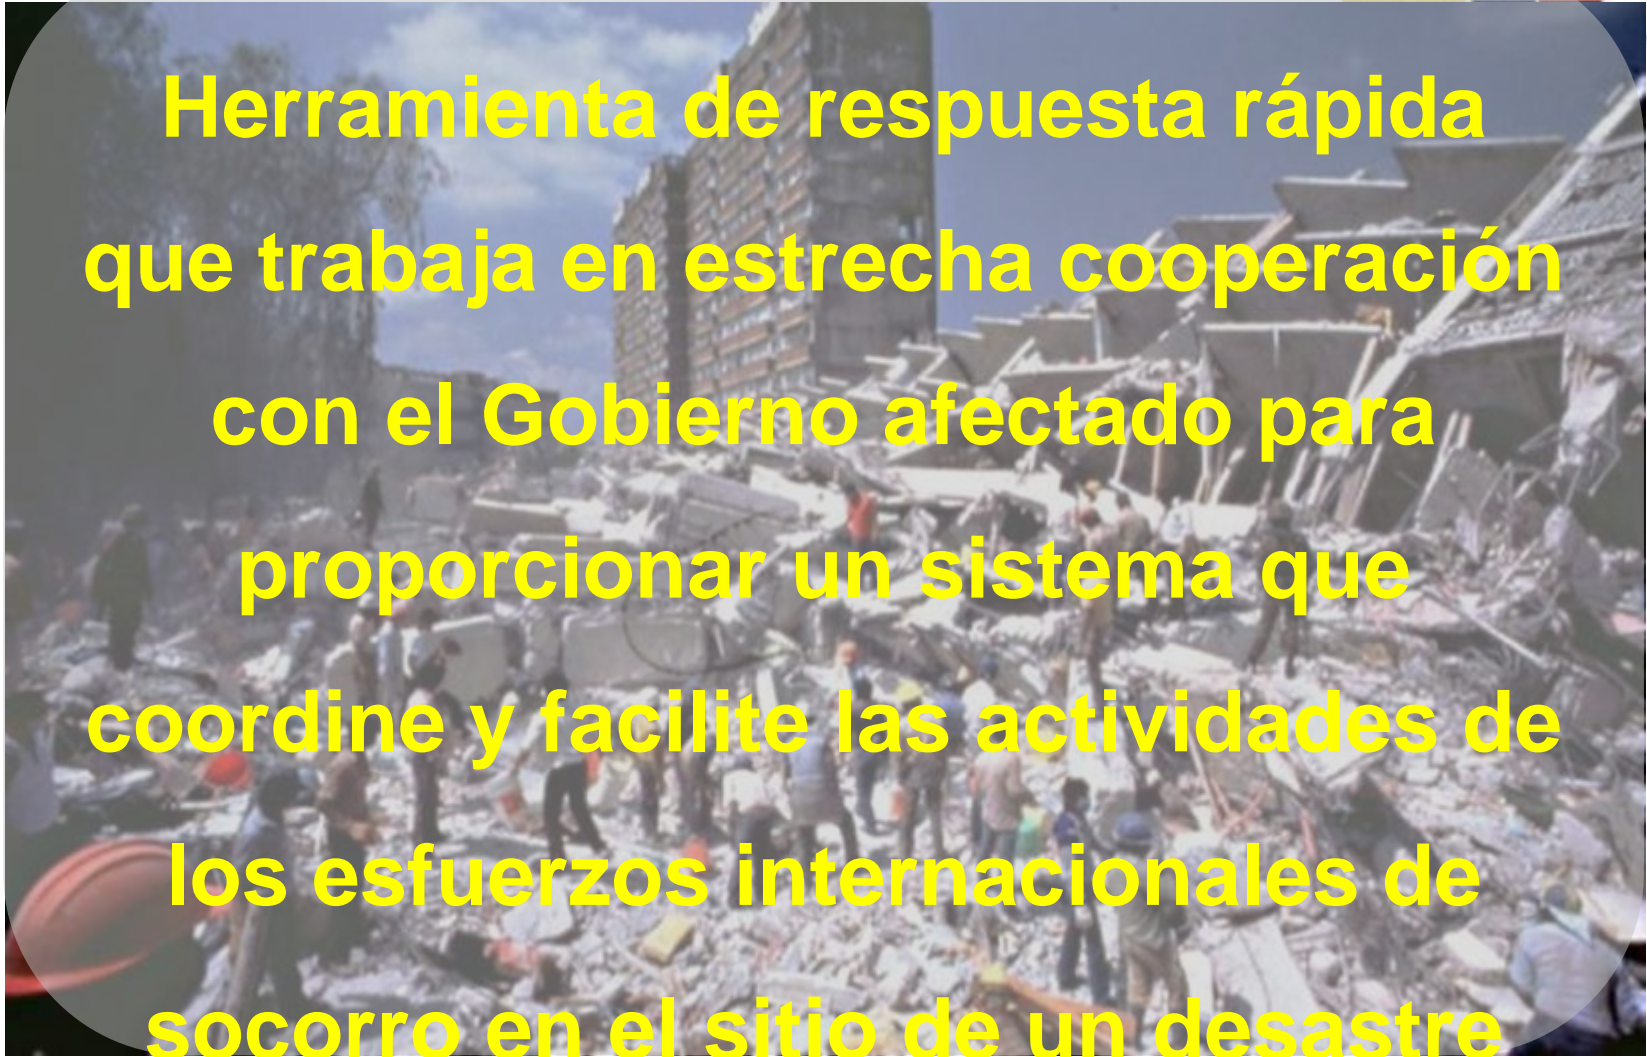 Herramienta de respuesta rápida
que trabaja en estrecha cooperación
con el Gobierno afectado para
proporcionar un sistema que
coordine y facilite las actividades de
los esfuerzos internacionales de
socorro en el sitio de un desastre